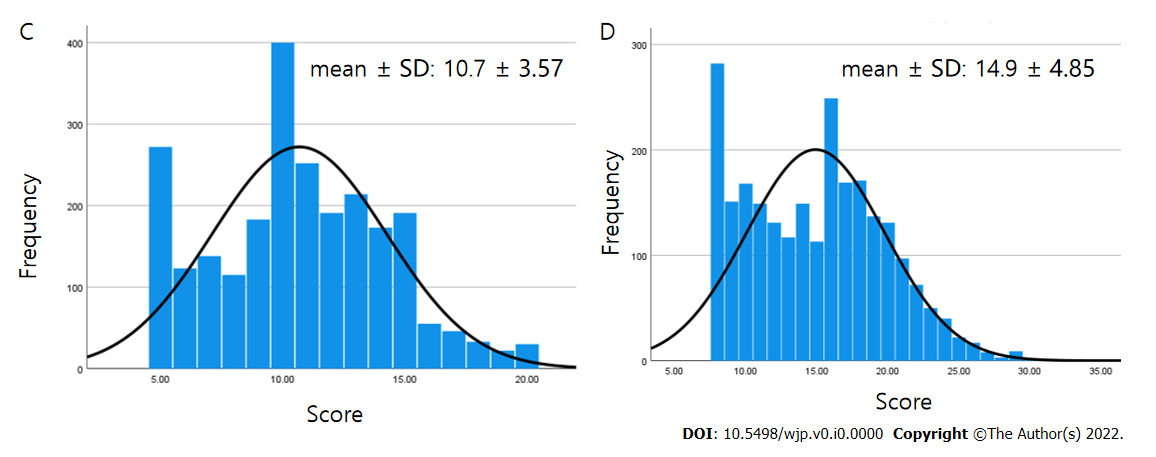 C
mean ± SD: 10.7 ± 3.57
400
300
200
100
0
Frequency
5.00 10.00 15.00 20.00
Score
D
mean ± SD: 14.9 ± 4.85
300
200
100
0
Frequency
5.00 10.00 15.00 20.00 25.00 30.00 35.00
Score
DOI: 10.5498/wjp.v0.i0.0000 Copyright ©The Author(s) 2022.